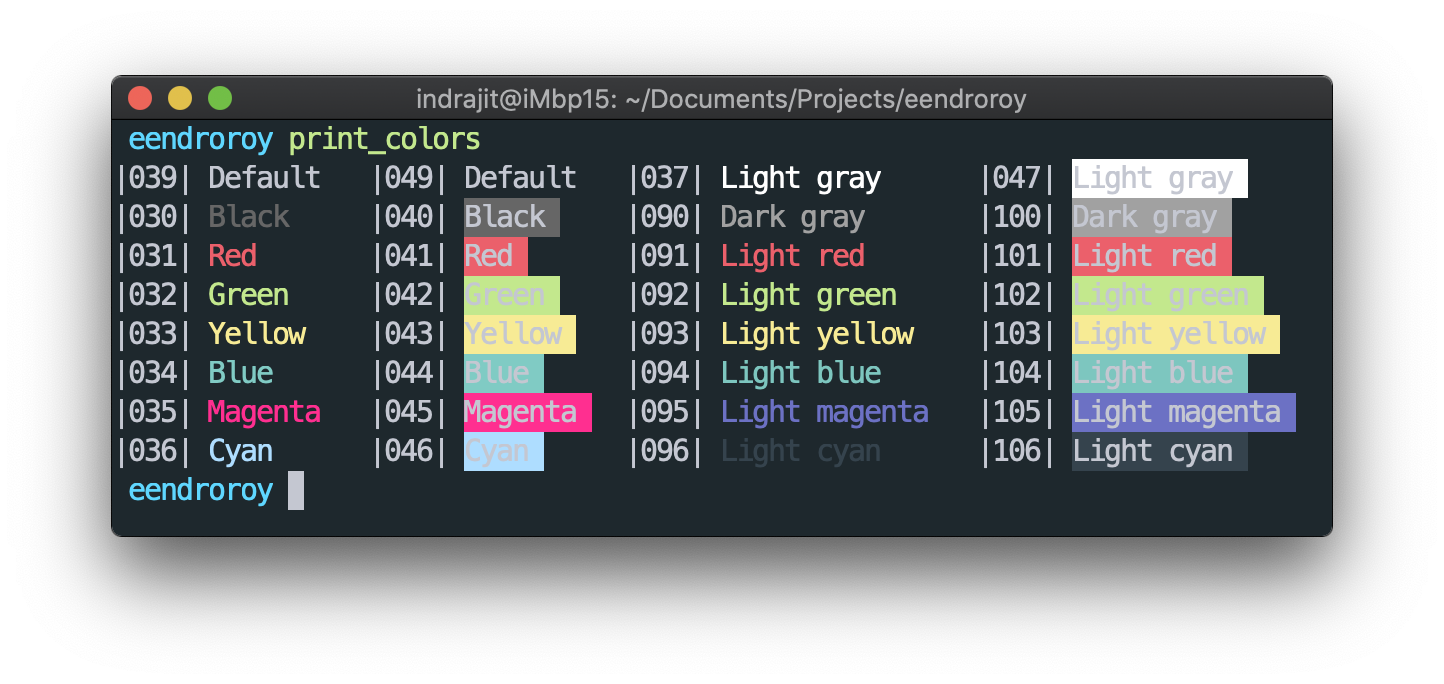 indrajit@iMbp15: ~/Documents/Projects/eendroroy
eendroroy print_colors
|039| Default |049| Default |037| Light gray |047| Light gray
|030| Black |040| Black |090| Dark gray |100| Dark gray
|031| Red |041| Red |091| Light red |101| Light red
|032| Green |042| Green |092| Light green |102| Light green
|033| Yellow |043| Yellow |093| Light yellow |103| Light yellow
|034| Blue |044| Blue |094| Light blue |104| Light blue
|035| Magenta |045| Magenta |095| Light magenta |105| Light magenta
|036| Cyan |046| Cyan |096| Light cyan |106| Light cyan
eendroroy